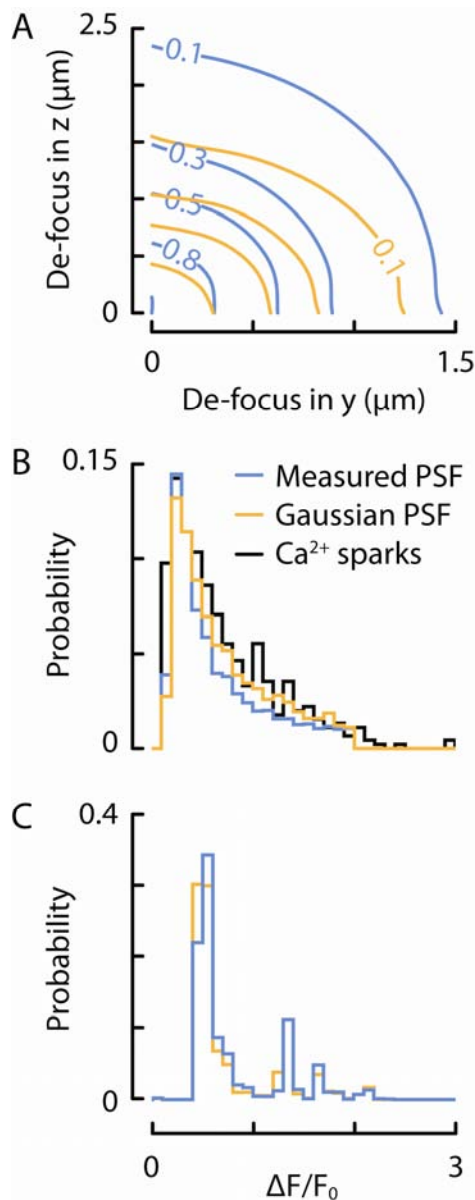 A
2.5
De-focus in z (μm)
0.1
0.3
0.5
0.8
0.1
0
0
1.5
De-focus in y (μm)
B
0.15
Measured PSF
Gaussian PSF
Ca²⁺ sparks
Probability
0
C
0.4
Probability
0
0
3
ΔF/F₀